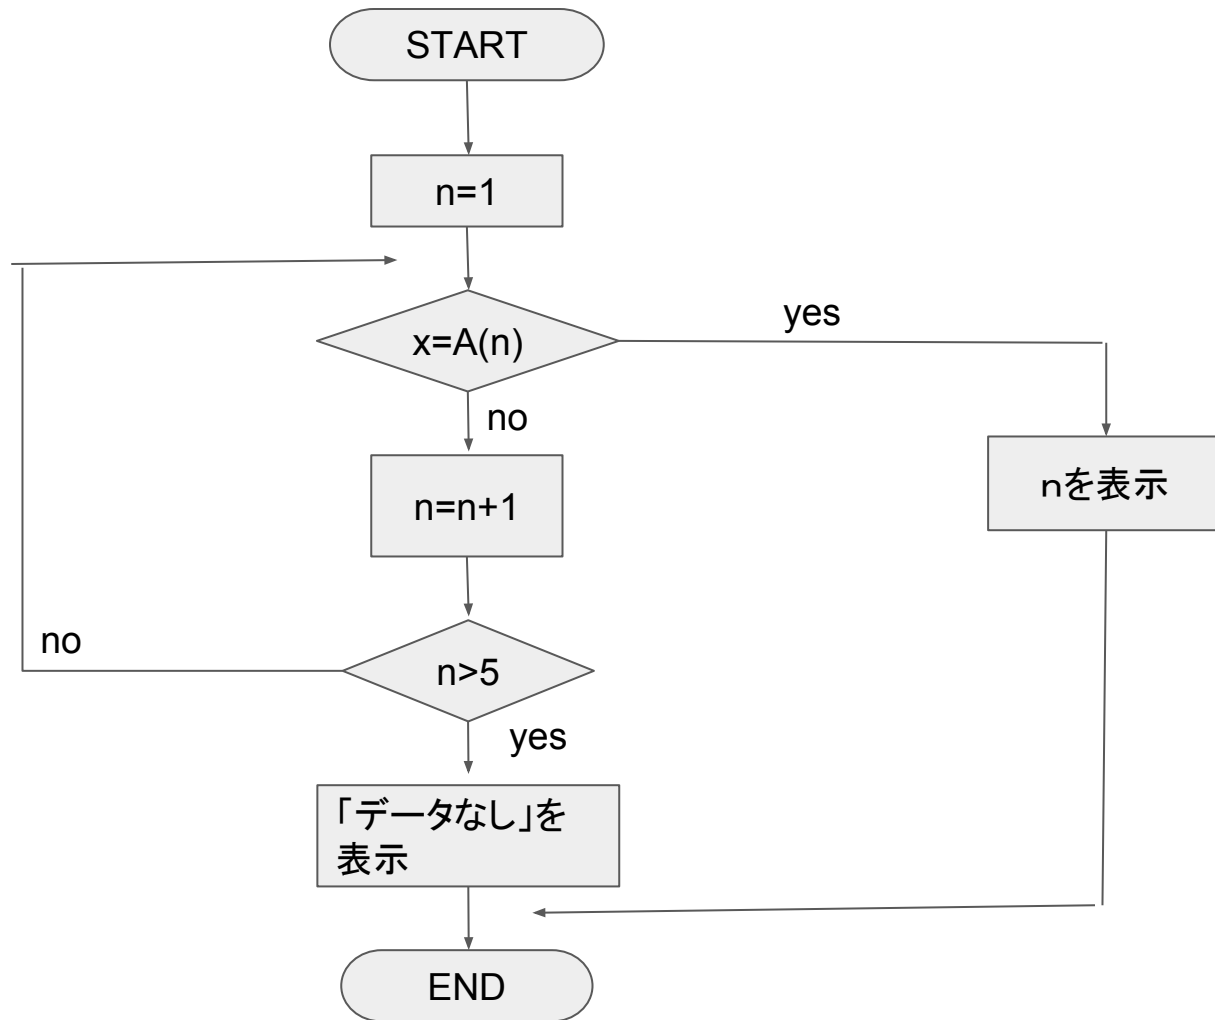 START
n=1
x=A(n)
yes
no
nを表示
n=n+1
no
n>5
yes
「データなし」を
表示
END